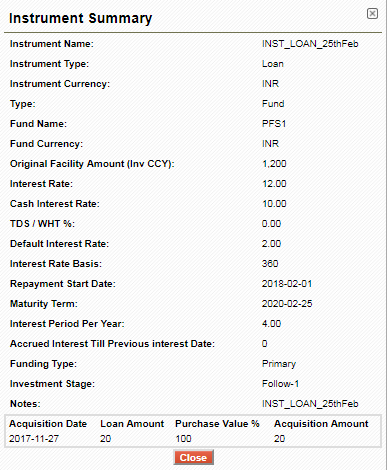 Instrument Summary
Instrument Name: INST_LOAN_25thFeb
Instrument Type: Loan
Instrument Currency: INR
Type: Fund
Fund Name: PFS1
Fund Currency: INR
Original Facility Amount (Inv CCY): 1,200
Interest Rate: 12.00
Cash Interest Rate: 10.00
TDS / WHT %: 0.00
Default Interest Rate: 2.00
Interest Rate Basis: 360
Repayment Start Date: 2018-02-01
Maturity Term: 2020-02-25
Interest Period Per Year: 4.00
Accrued Interest Till Previous interest Date: 0
Funding Type: Primary
Investment Stage: Follow-1
Notes: INST_LOAN_25thFeb
Acquisition Date Loan Amount Purchase Value % Acquisition Amount
2017-11-27 20 100 20
Close